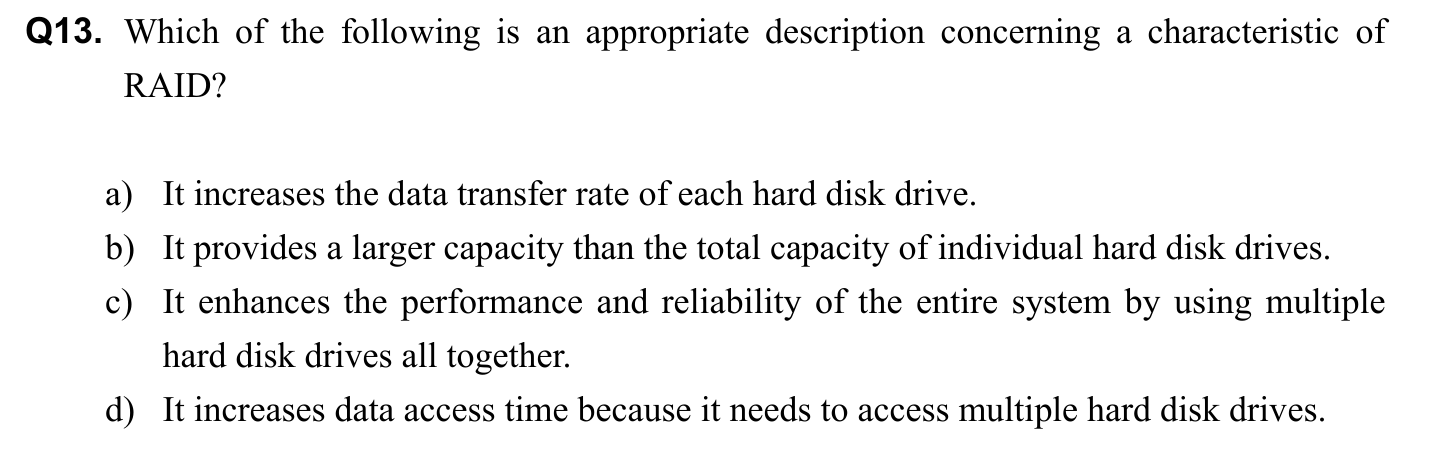 Q13. Which of the following is an appropriate description concerning a characteristic of
RAID?
a) It increases the data transfer rate of each hard disk drive.
b) It provides a larger capacity than the total capacity of individual hard disk drives.
c) It enhances the performance and reliability of the entire system by using multiple
hard disk drives all together.
d) It increases data access time because it needs to access multiple hard disk drives.